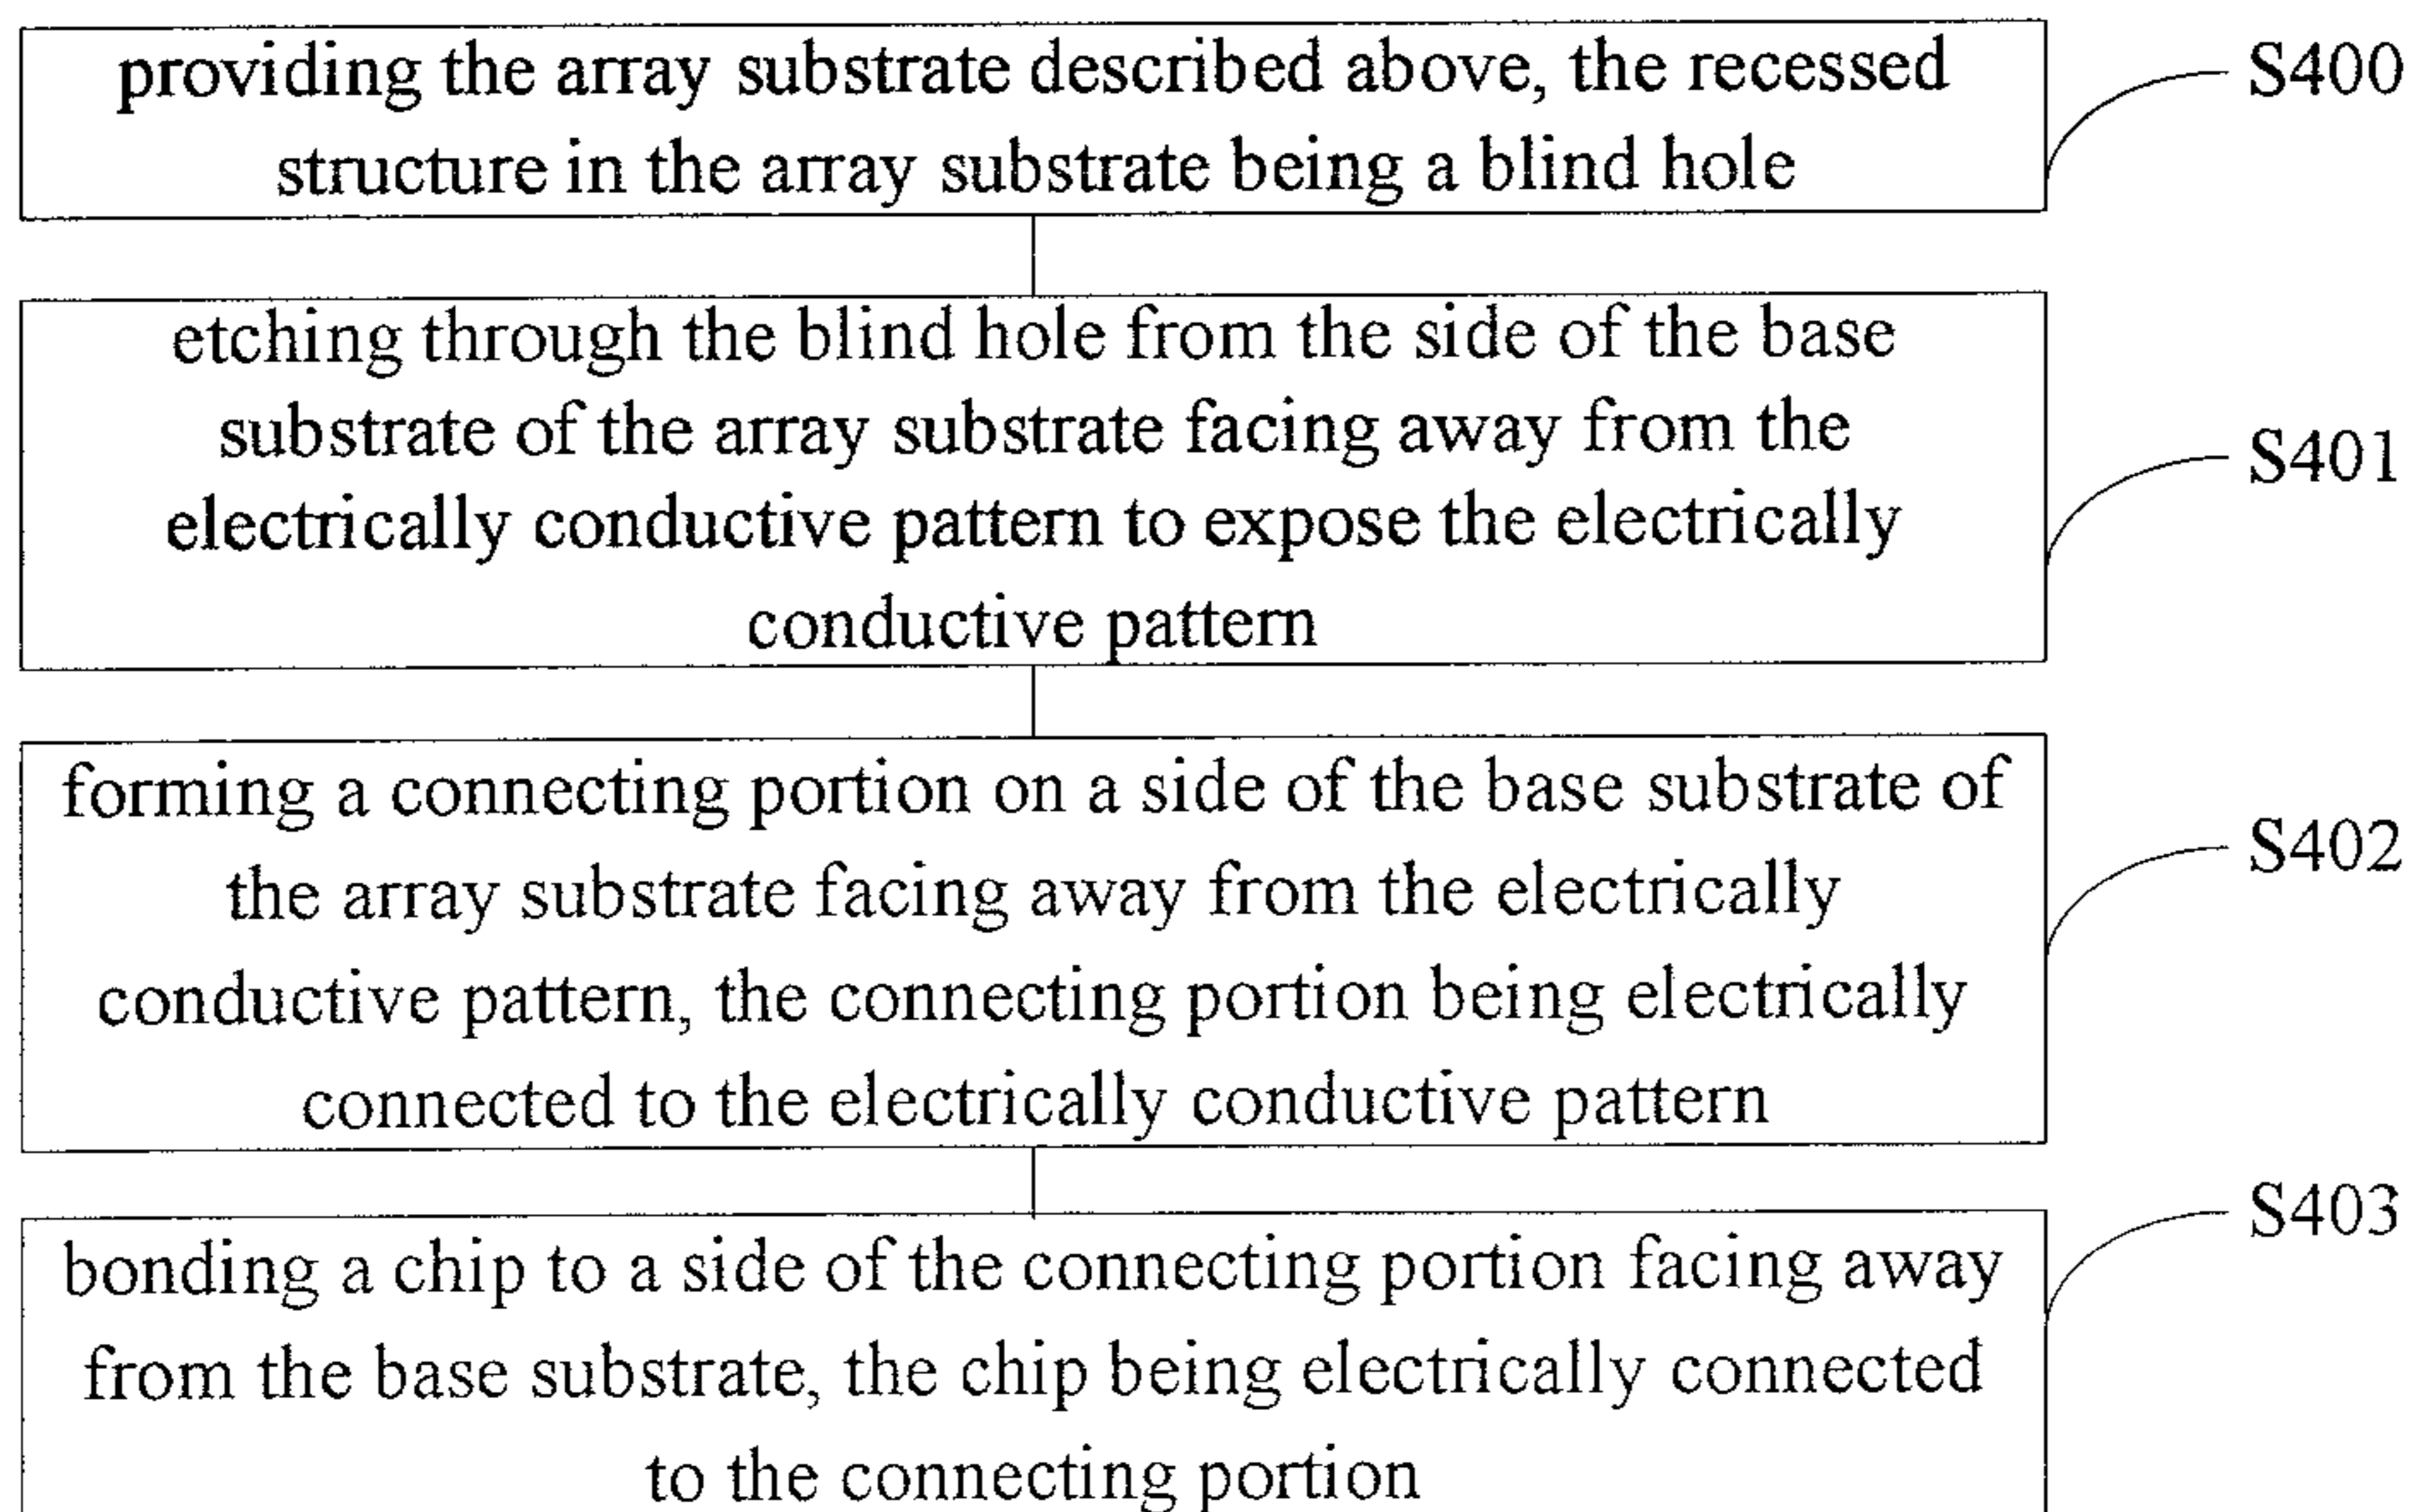 providing the array substrate described above, the recessed
structure in the array substrate being a blind hole
S400
etching through the blind hole from the side of the base
substrate of the array substrate facing away from the
electrically conductive pattern to expose the electrically
conductive pattern
S401
forming a connecting portion on a side of the base substrate of
the array substrate facing away from the electrically
conductive pattern, the connecting portion being electrically
connected to the electrically conductive pattern
S402
bonding a chip to a side of the connecting portion facing away
from the base substrate, the chip being electrically connected
to the connecting portion
S403